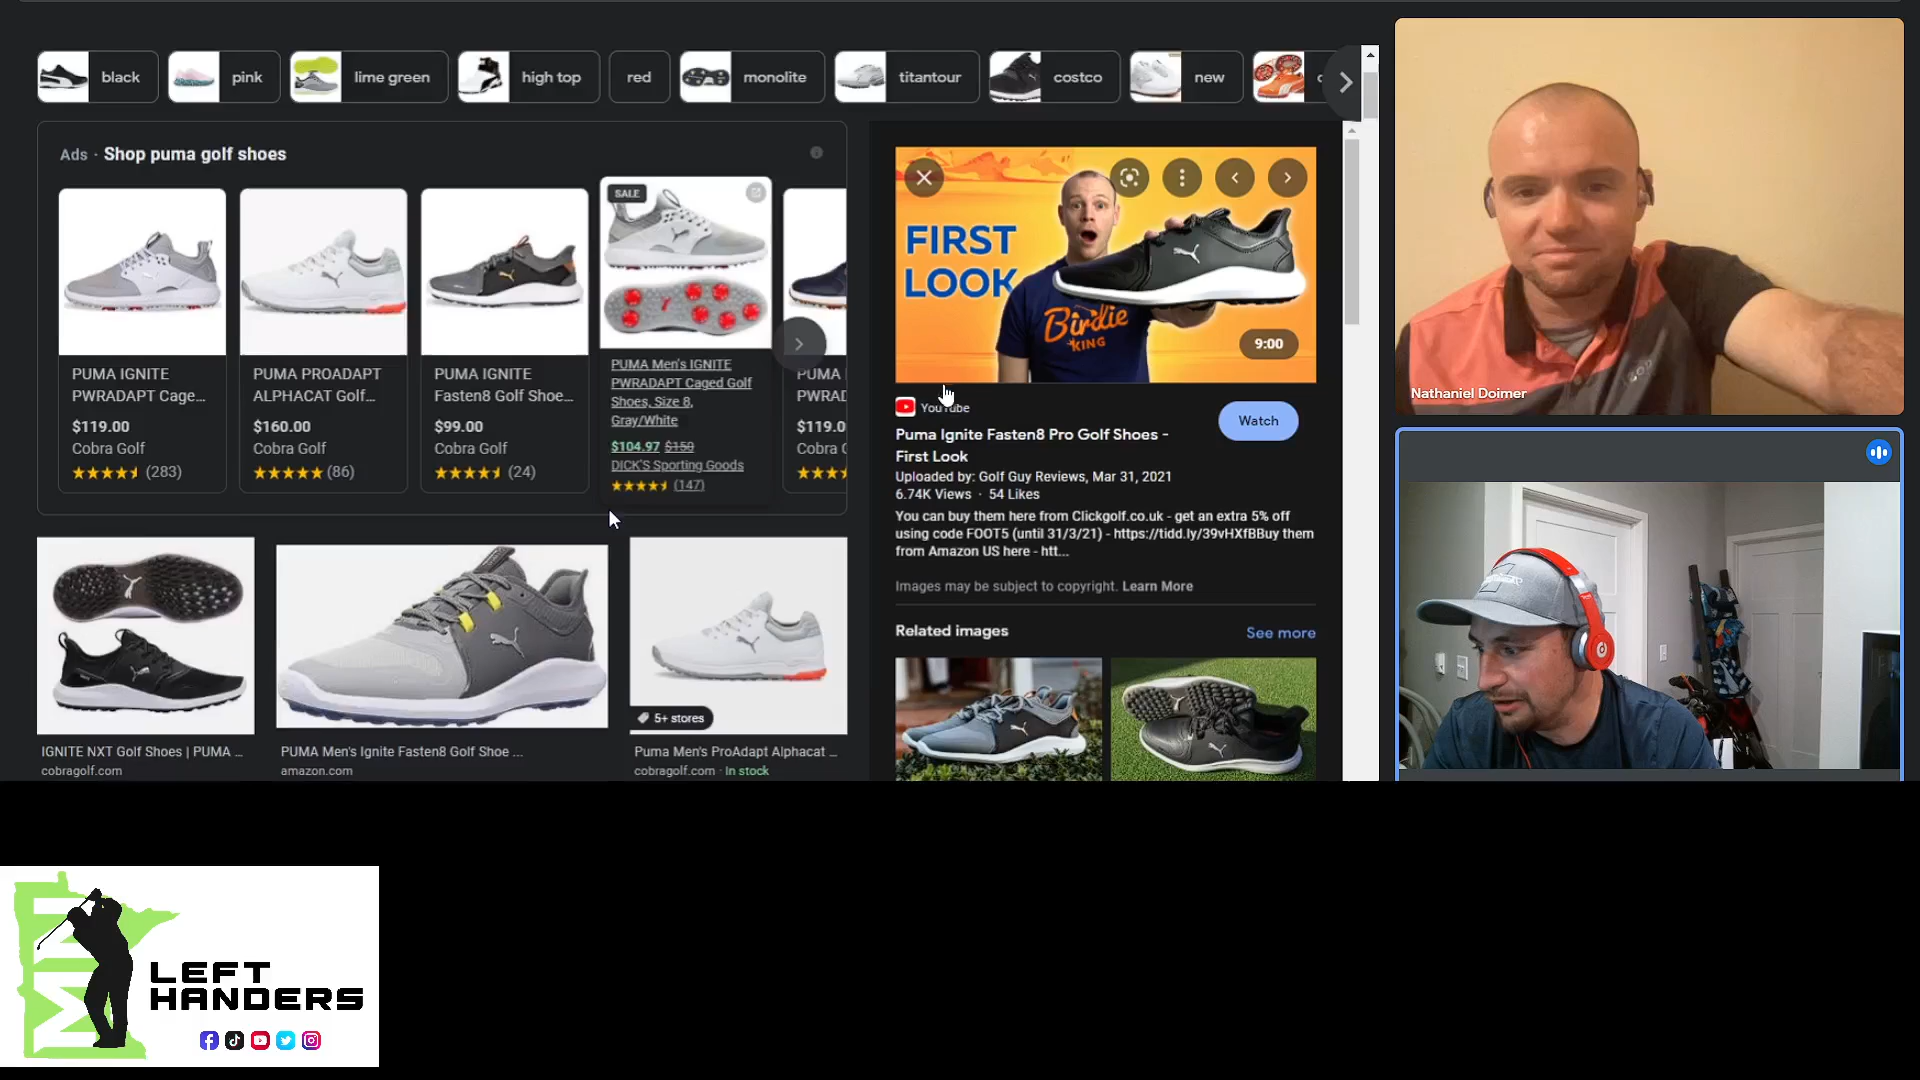 black
pink
lime green
high top
red
monolite
titantour
costco
new
Ads · Shop puma golf shoes
PUMA IGNITE
PWRADAPT Cage...
$119.00
Cobra Golf
(283)
PUMA PROADAPT
ALPHACAT Golf...
$160.00
Cobra Golf
(86)
PUMA IGNITE
Fasten8 Golf Shoe...
$99.00
Cobra Golf
(24)
SALE
PUMA Men's IGNITE
PWRADAPT Caged Golf
Shoes, Size 8,
Gray/White
$104.97 $150
DICK'S Sporting Goods
(147)
PUMA I
PWRAD
$119.0
Cobra G
IGNITE NXT Golf Shoes | PUMA ...
cobragolf.com
PUMA Men's Ignite Fasten8 Golf Shoe ...
amazon.com
5+ stores
Puma Men's ProAdapt Alphacat ...
cobragolf.com · In stock
FIRST
LOOK
Birdie
KING
9:00
YouTube
Watch
Puma Ignite Fasten8 Pro Golf Shoes -
First Look
Uploaded by: Golf Guy Reviews, Mar 31, 2021
6.74K Views · 54 Likes
You can buy them here from Clickgolf.co.uk - get an extra 5% off
using code FOOT5 (until 31/3/21) - https://tidd.ly/39vHXfBBuy them
from Amazon US here - htt...
Images may be subject to copyright. Learn More
Related images
See more
Nathaniel Doimer
MN
LEFT
HANDERS